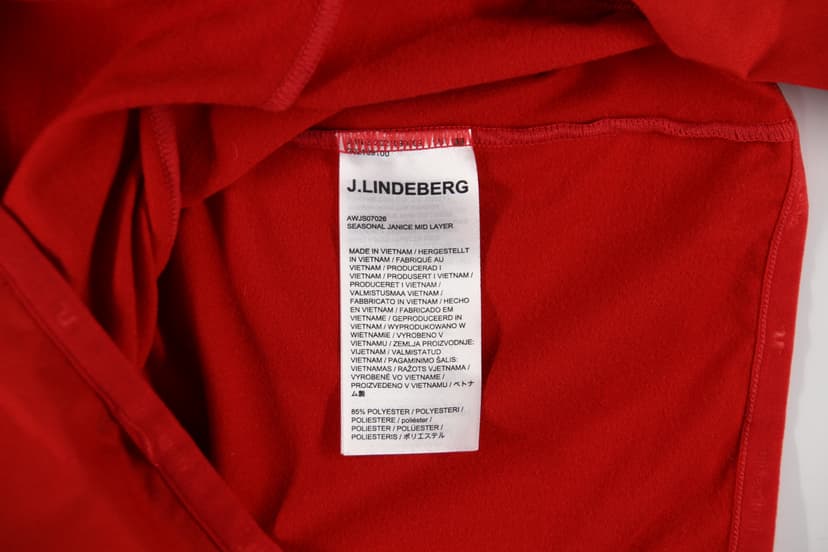 J.LINDEBERG
AWJS07026
SEASONAL JANICE MID LAYER
MADE IN VIETNAM / HERGESTELLT
IN VIETNAM / FABRIQUÉ AU
VIETNAM / PRODUCERAD I
VIETNAM / PRODUSERT I VIETNAM /
PRODUCERET I VIETNAM /
VALMISTUSMAA VIETNAM /
FABBRICATO IN VIETNAM / HECHO
EN VIETNAM / FABRICADO EM
VIETNAME / GEPRODUCEERD IN
VIETNAM / WYPRODUKOWANO W
WIETNAMIE / VYROBENO V
VIETNAMU / ZEMLJA PROIZVODNJE:
VIJETNAM / VALMISTATUD
VIETNAM / PAGAMINIMO ŠALIS:
VIETNAMAS / RAŽOTS VJETNAMA /
VYROBENÉ VO VIETNAME /
PROIZVEDENO V VIETNAMU / ベトナ
ム製
85% POLYESTER / POLYESTERI /
POLIESTERE / poliéster /
POLIESTER / POLÜESTER /
POLIESTERIS / ポリエステル